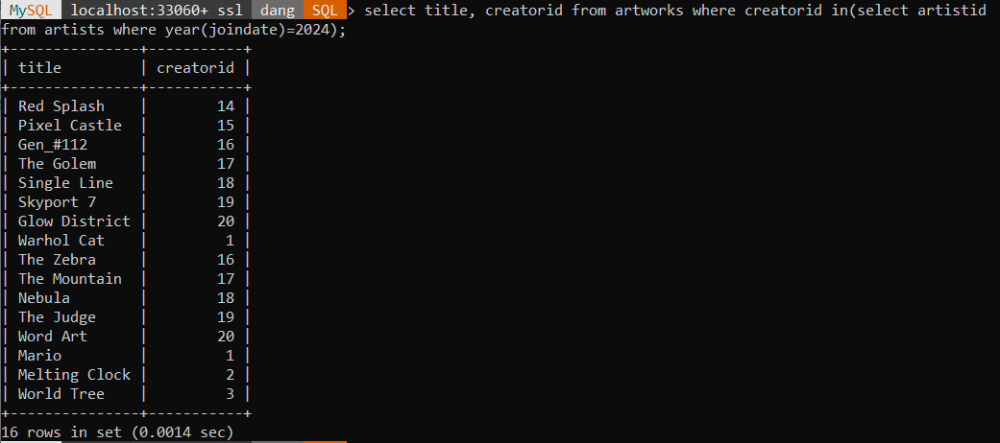 MySQL localhost:33060+ ssl dang SQL > select title, creatorid from artworks where creatorid in(select artistid
from artists where year(joindate)=2024);
+---------------+-----------+
| title         | creatorid |
+---------------+-----------+
| Red Splash    |        14 |
| Pixel Castle  |        15 |
| Gen_#112      |        16 |
| The Golem     |        17 |
| Single Line   |        18 |
| Skyport 7     |        19 |
| Glow District |        20 |
| Warhol Cat    |         1 |
| The Zebra     |        16 |
| The Mountain  |        17 |
| Nebula        |        18 |
| The Judge     |        19 |
| Word Art      |        20 |
| Mario         |         1 |
| Melting Clock |         2 |
| World Tree    |         3 |
+---------------+-----------+
16 rows in set (0.0014 sec)